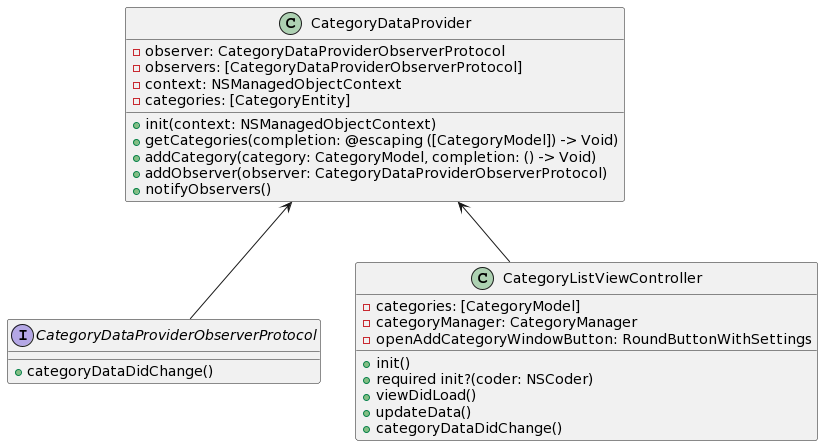 C CategoryDataProvider
observer: CategoryDataProviderObserverProtocol
observers: [CategoryDataProviderObserverProtocol]
context: NSManagedObjectContext
categories: [CategoryEntity]
init(context: NSManagedObjectContext)
getCategories(completion: @escaping ([CategoryModel]) -> Void)
addCategory(category: CategoryModel, completion: () -> Void)
addObserver(observer: CategoryDataProviderObserverProtocol)
notifyObservers()
I CategoryDataProviderObserverProtocol
categoryDataDidChange()
C CategoryListViewController
categories: [CategoryModel]
categoryManager: CategoryManager
openAddCategoryWindowButton: RoundButtonWithSettings
init()
required init?(coder: NSCoder)
viewDidLoad()
updateData()
categoryDataDidChange()